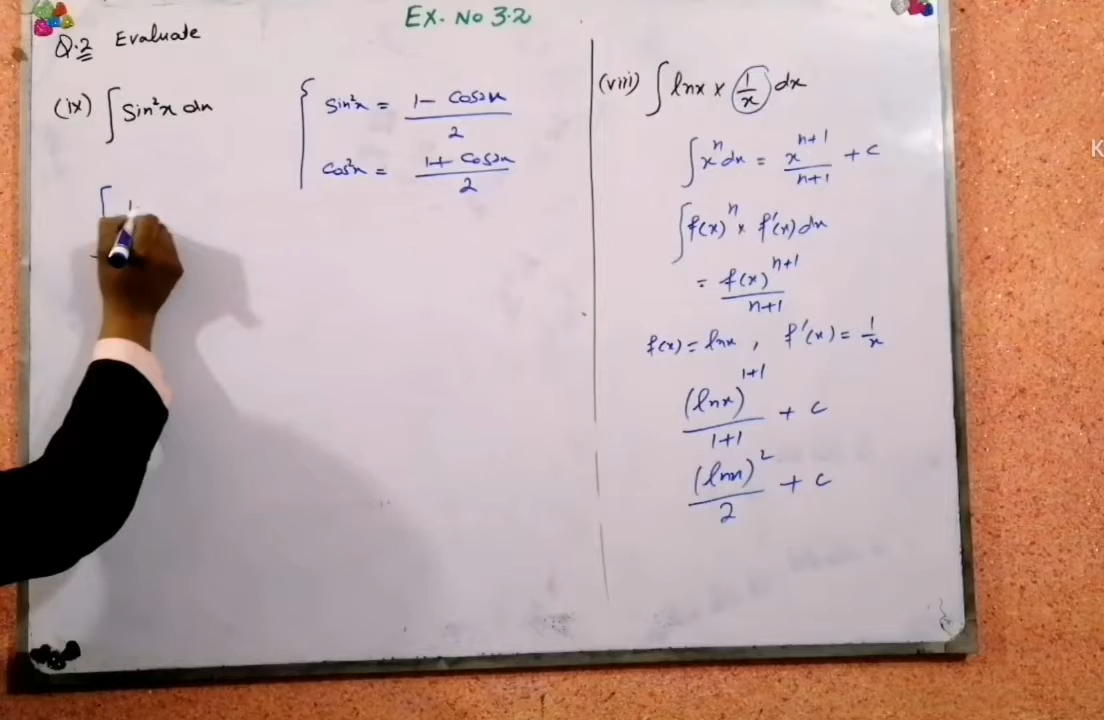 EX. No 3.2
Q.2 Evaluate
(ix) ∫ Sin²x dx
Sin²x = 1 - Cos2x / 2
Cos²x = 1 + Cos2x / 2
∫ 1
(viii) ∫ lnx × (1/x) dx
∫ xⁿ dx = xⁿ⁺¹ / n+1 + c
∫ f(x)ⁿ × f'(x) dx
= f(x)ⁿ⁺¹ / n+1
f(x) = lnx , f'(x) = 1/x
(lnx)¹⁺¹ / 1+1 + c
(lnx)² / 2 + c
K